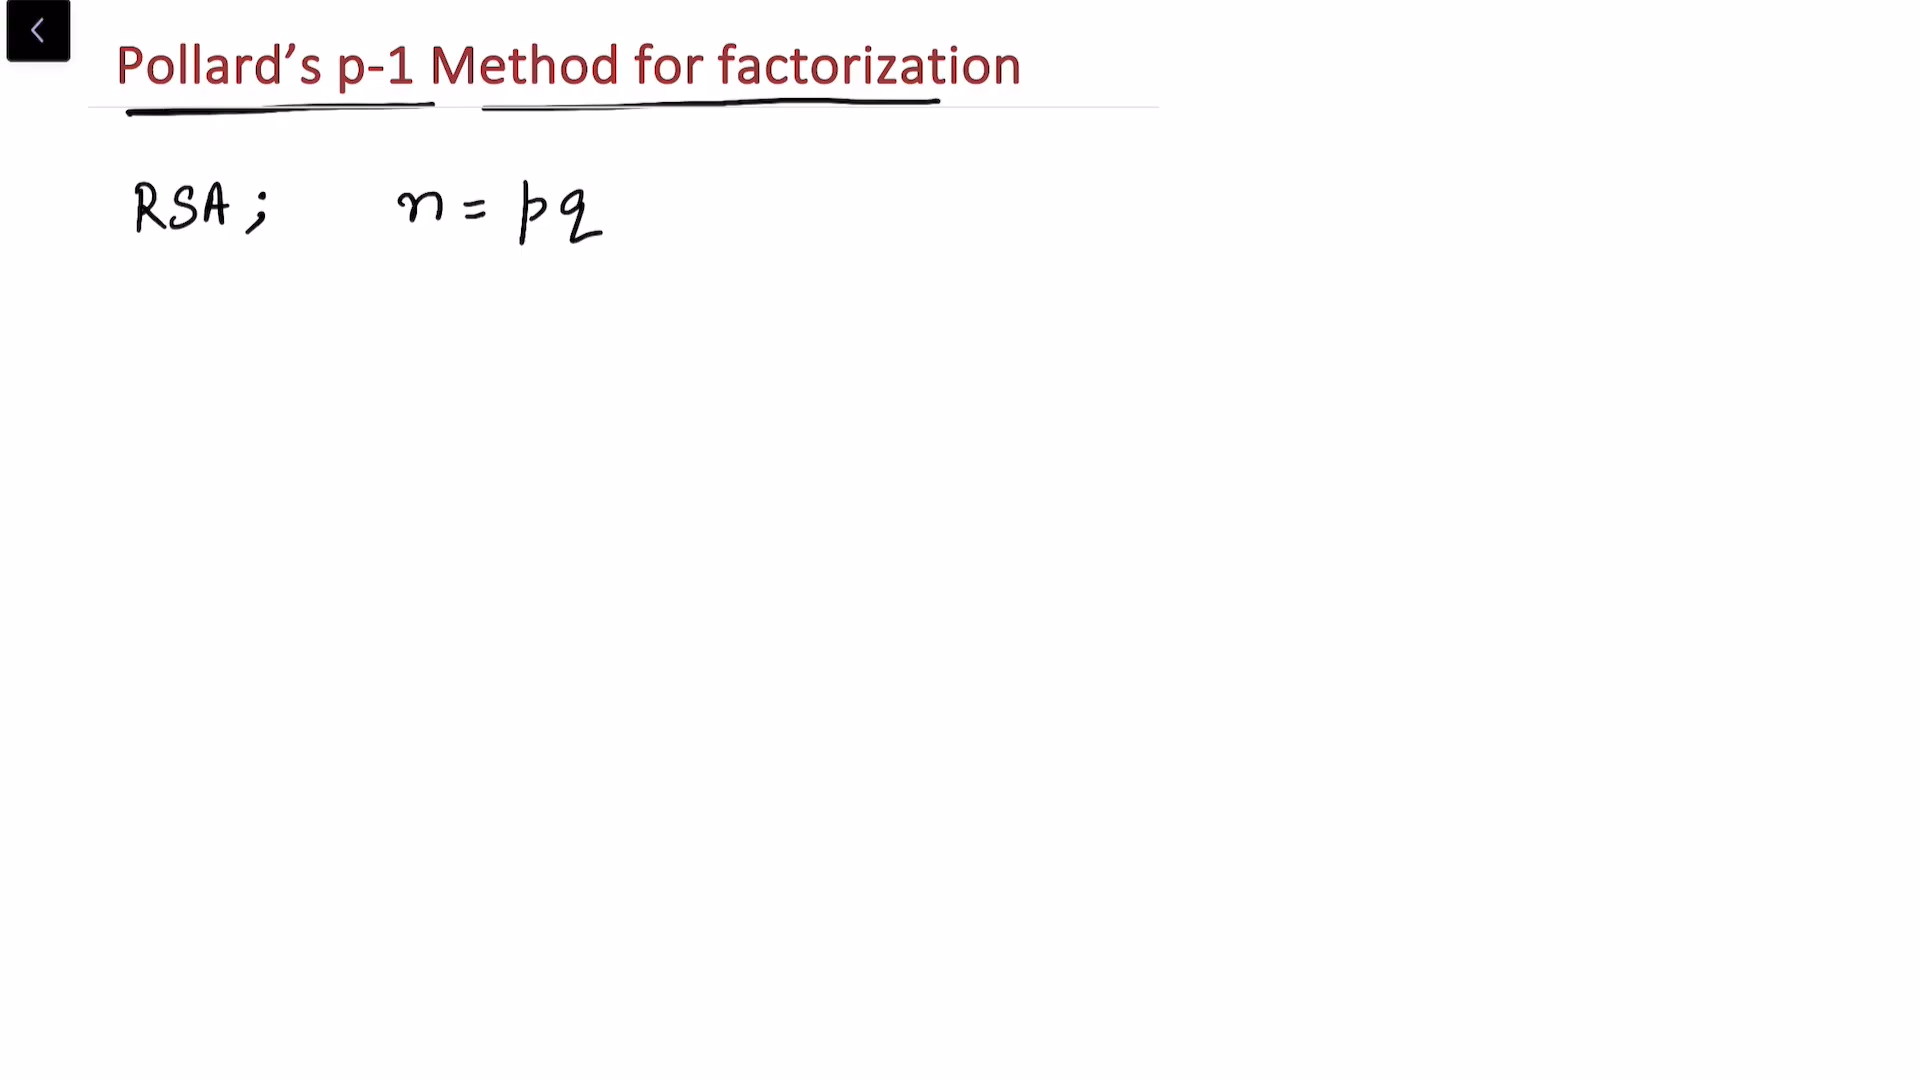 Pollard’s p-1 Method for factorization
RSA; n = pq